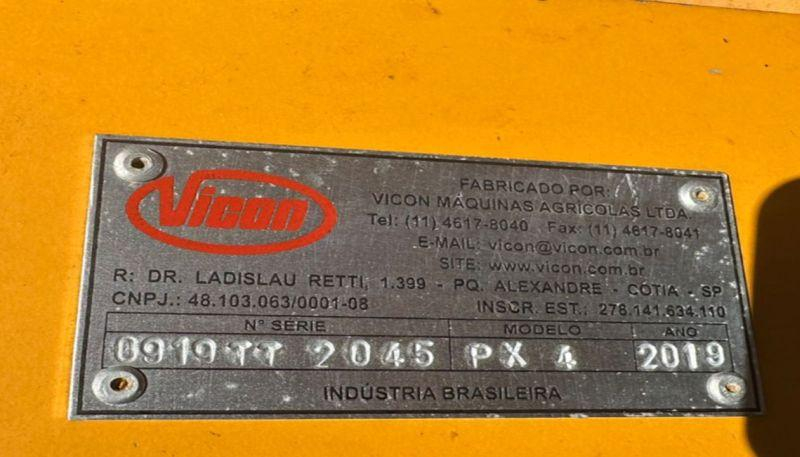 Vicon
FABRICADO POR:
VICON MÁQUINAS AGRÍCOLAS LTDA.
Tel: (11) 4617-8040 Fax: (11) 4617-8041
E-MAIL: vicon@vicon.com.br
SITE: www.vicon.com.br
R: DR. LADISLAU RETTI, 1.399 - PQ. ALEXANDRE - COTIA - SP
CNPJ.: 48.103.063/0001-08 INSCR. EST.: 278.141.634.110
Nº SÉRIE MODELO ANO
0919TT 2045 PX 4 2019
INDÚSTRIA BRASILEIRA